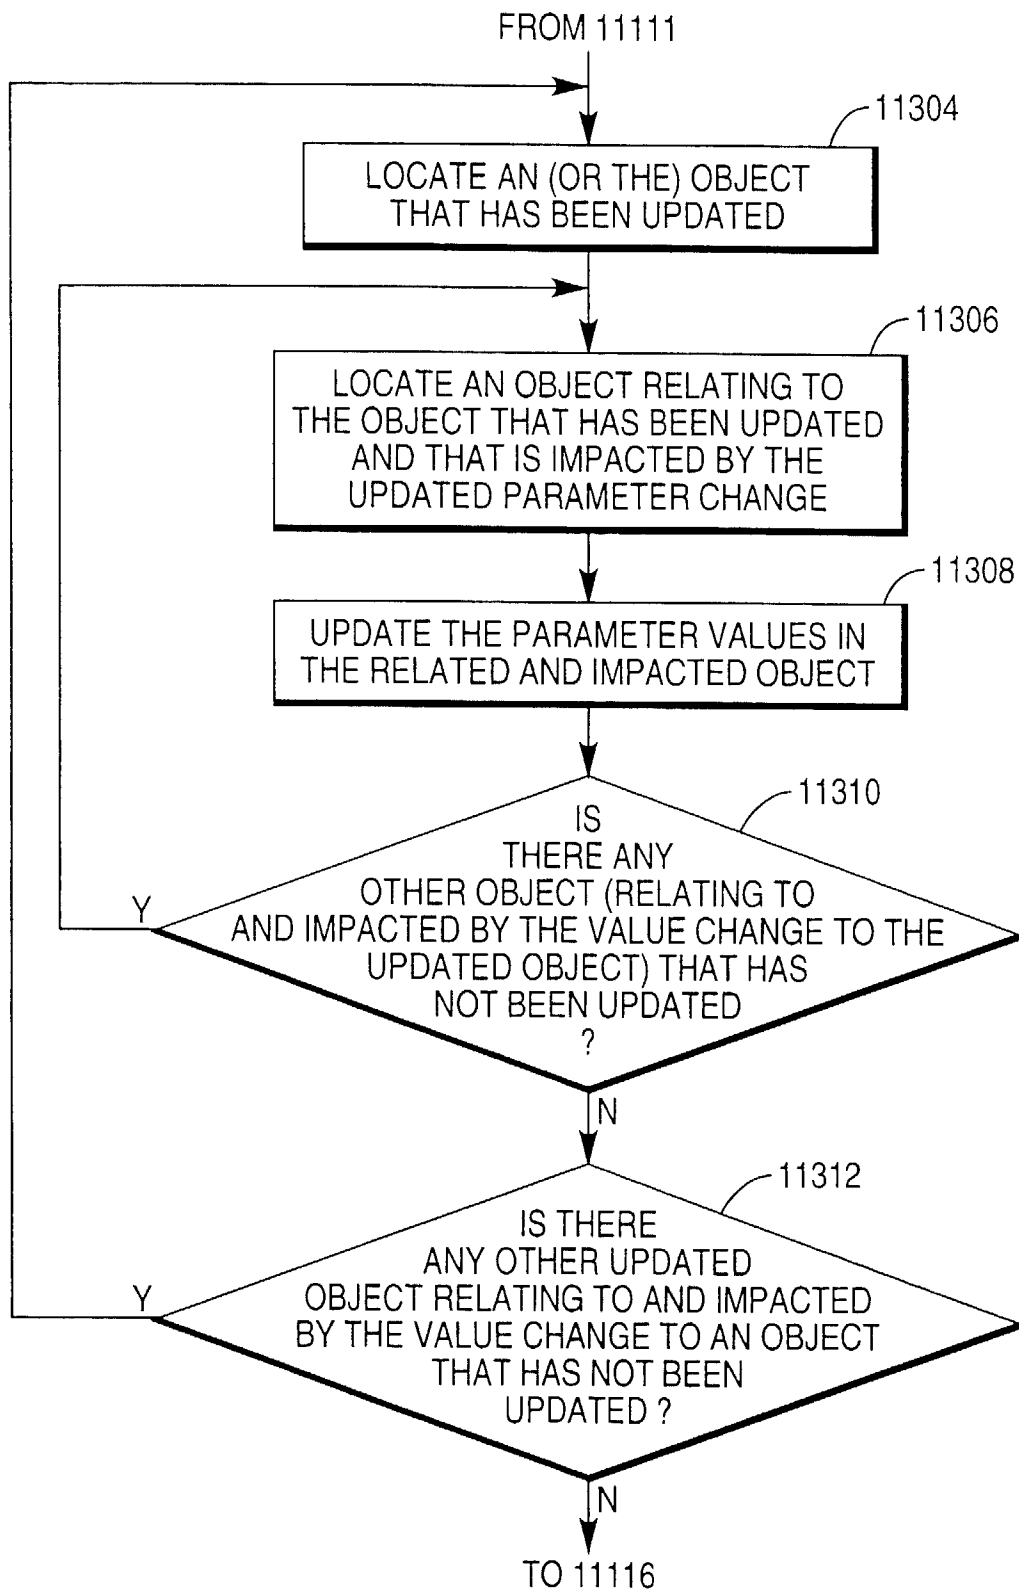 FROM 11111
11304
LOCATE AN (OR THE) OBJECT
THAT HAS BEEN UPDATED
11306
LOCATE AN OBJECT RELATING TO
THE OBJECT THAT HAS BEEN UPDATED
AND THAT IS IMPACTED BY THE
UPDATED PARAMETER CHANGE
11308
UPDATE THE PARAMETER VALUES IN
THE RELATED AND IMPACTED OBJECT
11310
IS
THERE ANY
OTHER OBJECT (RELATING TO
Y
AND IMPACTED BY THE VALUE CHANGE TO THE
UPDATED OBJECT) THAT HAS
NOT BEEN UPDATED
?
N
11312
IS THERE
ANY OTHER UPDATED
Y
OBJECT RELATING TO AND IMPACTED
BY THE VALUE CHANGE TO AN OBJECT
THAT HAS NOT BEEN
UPDATED ?
N
TO 11116